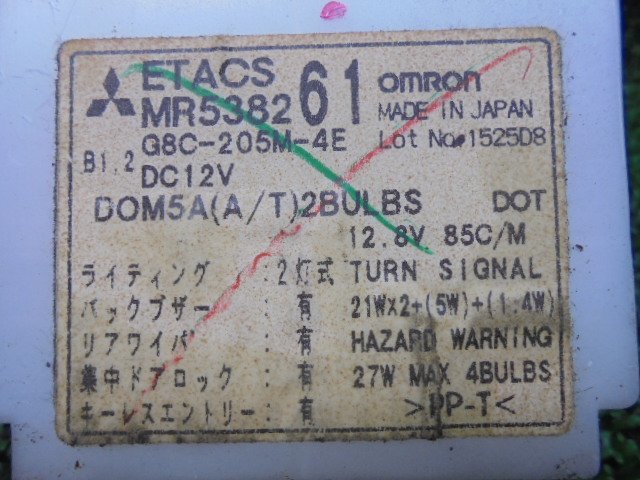 ETACS 61 omron
MR5382 MADE IN JAPAN
G8C-205M-4E Lot No.1525D8
B1.2 DC12V
DOM5A(A/T)2BULBS DOT
12.8V 85C/M
ライティング :2灯式 TURN SIGNAL
バックブザー :有 21W×2+(5W)+(1.4W)
リアワイパ :有 HAZARD WARNING
集中ドアロック :有 27W MAX 4BULBS
キーレスエントリー:有 >PP-T<